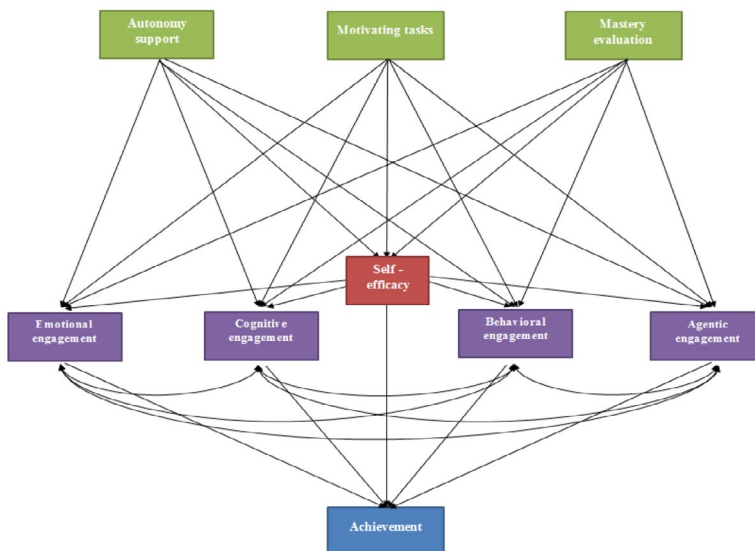 Autonomy
support
Motivating tasks
Mastery
evaluation
Self -
efficacy
Emotional
engagement
Cognitive
engagement
Behavioral
engagement
Agentic
engagement
Achievement